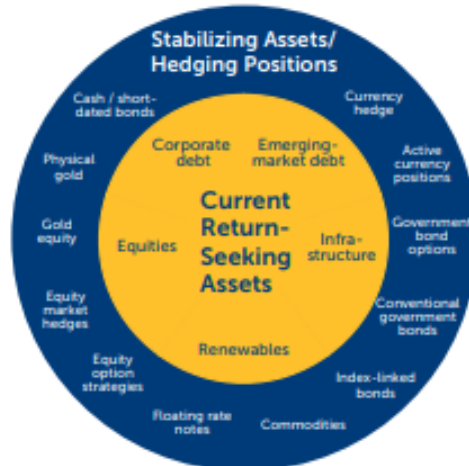 Stabilizing Assets/
Hedging Positions
Cash / short-
dated bonds
Currency
hedge
Physical
gold
Active
currency
positions
Gold
equity
Government
bond
options
Equity
market
hedges
Conventional
government
bonds
Equity
option
strategies
Index-linked
bonds
Floating rate
notes
Commodities
Corporate
debt
Emerging-
market debt
Equities
Current
Return-
Seeking
Assets
Infra-
structure
Renewables